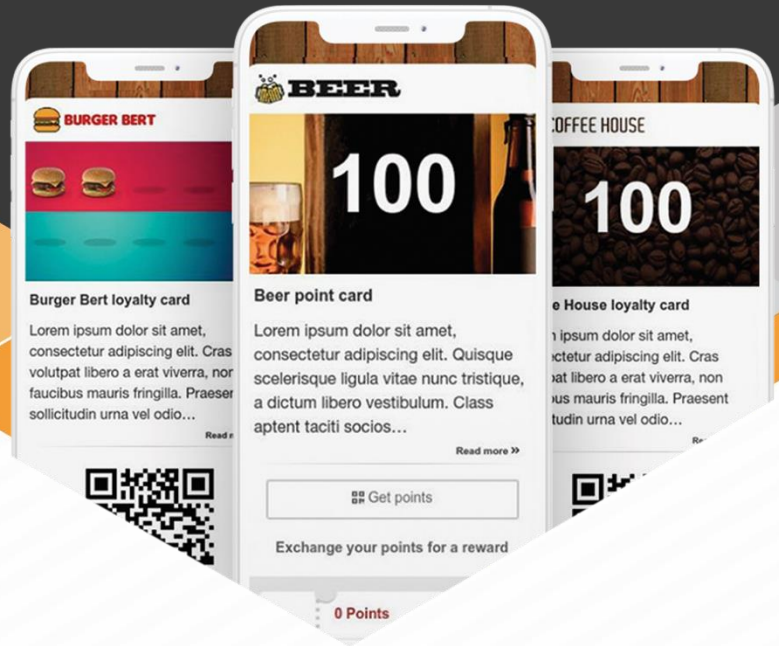 BURGER BERT
Burger Bert loyalty card
Lorem ipsum dolor sit amet,
consectetur adipiscing elit. Cras
volutpat libero a erat viverra, non
faucibus mauris fringilla. Praesent
sollicitudin urna vel odio…
Read
BEER
100
Beer point card
Lorem ipsum dolor sit amet,
consectetur adipiscing elit. Quisque
scelerisque ligula vitae nunc tristique,
a dictum libero vestibulum. Class
aptent taciti socios…
Read more »
Get points
Exchange your points for a reward
0 Points
COFFEE HOUSE
100
e House loyalty card
ipsum dolor sit amet,
ctetur adipiscing elit. Cras
pat libero a erat viverra, non
bus mauris fringilla. Praesent
tudin urna vel odio…